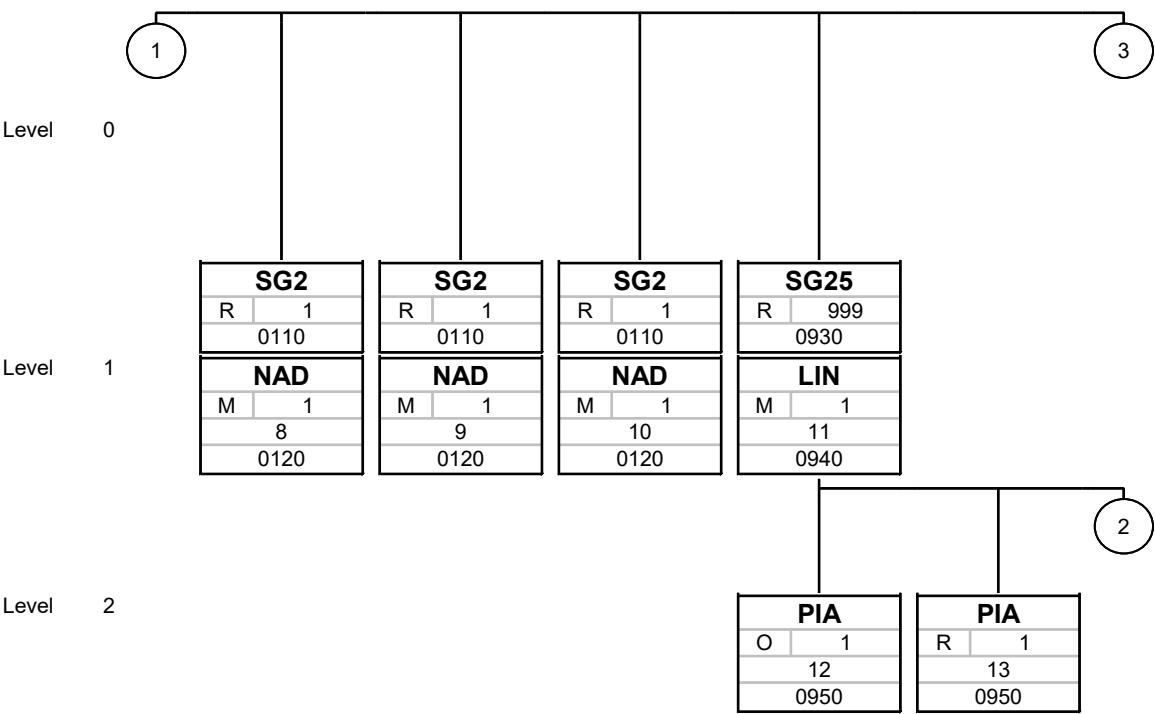 1 3
Level 0
SG2 SG2 SG2 SG25
R 1 R 1 R 1 R 999
0110 0110 0110 0930
Level 1
NAD NAD NAD LIN
M 1 M 1 M 1 M 1
8 9 10 11
0120 0120 0120 0940
2
Level 2
PIA PIA
O 1 R 1
12 13
0950 0950